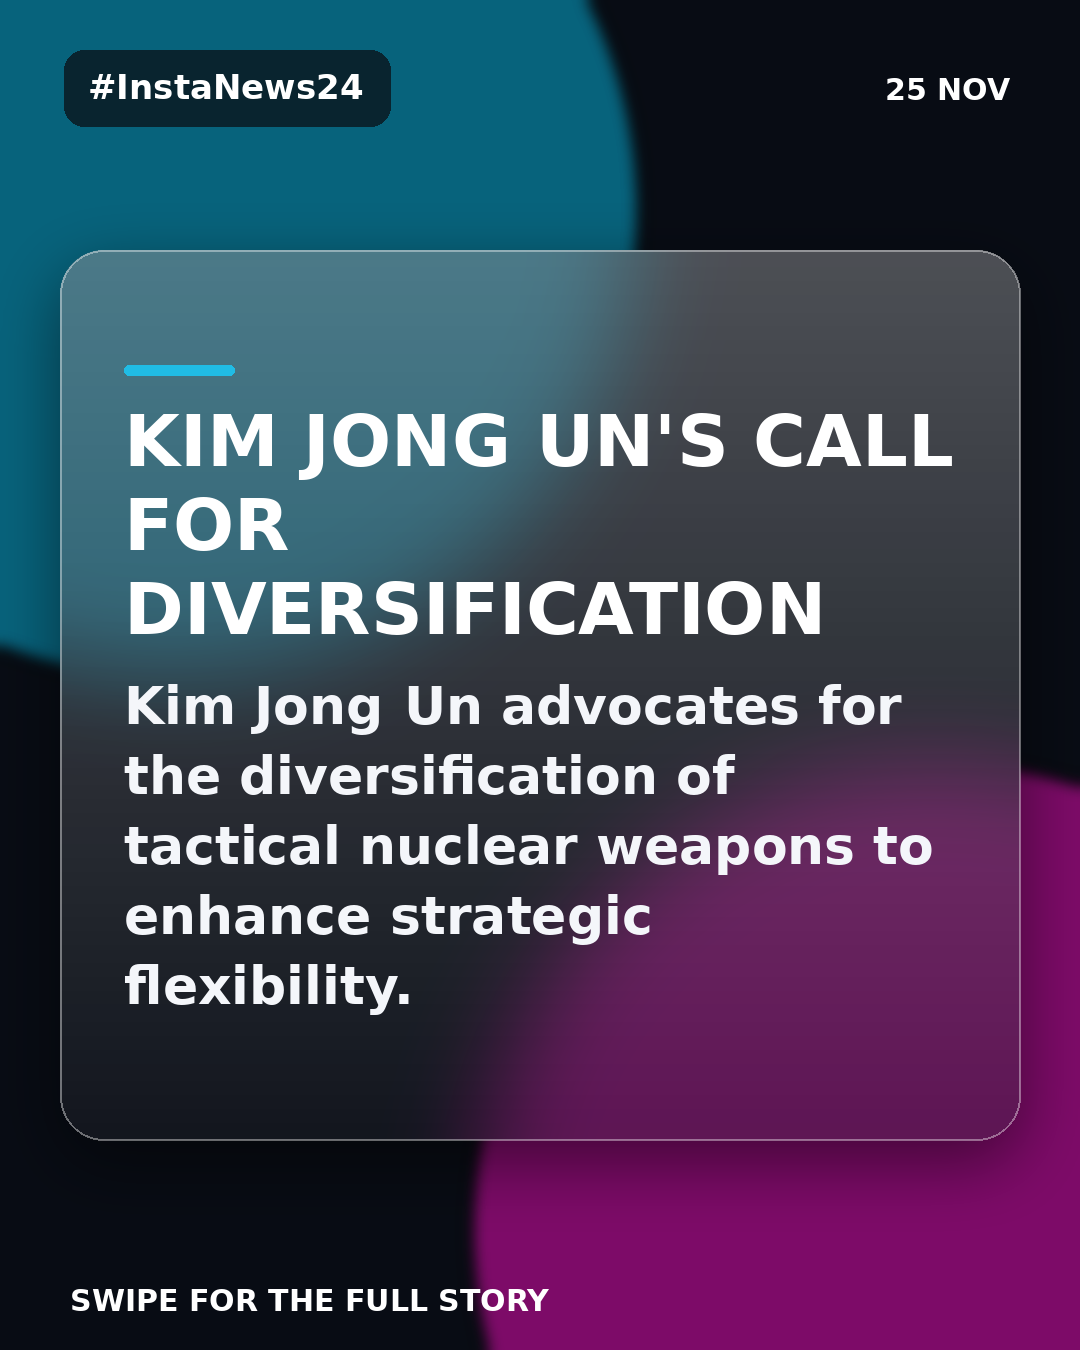 #InstaNews24
25 NOV
KIM JONG UN'S CALL
FOR
DIVERSIFICATION
Kim Jong Un advocates for
the diversification of
tactical nuclear weapons to
enhance strategic
flexibility.
SWIPE FOR THE FULL STORY